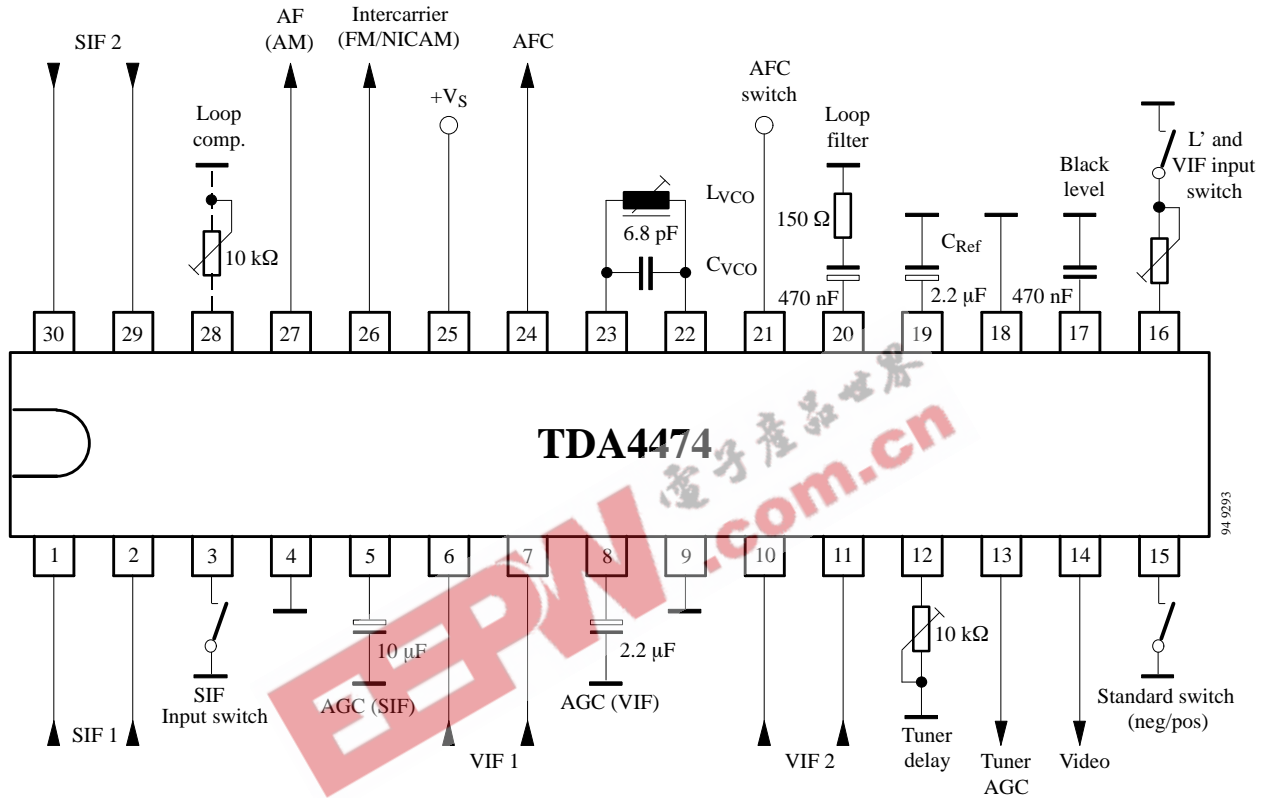 AF
(AM)
Intercarrier
(FM/NICAM)
SIF 2
AFC
+VS
AFC
switch
Loop
comp.
Loop
filter
Black
level
L’ and
VIF input
switch
LVCO
6.8 pF
CVCO
150 Ω
470 nF
CRef
2.2 μF
470 nF
10 kΩ
30 29 28 27 26 25 24 23 22 21 20 19 18 17 16
TDA4474
電子產品世界
EEPW.com.cn
94 9293
1 2 3 4 5 6 7 8 9 10 11 12 13 14 15
10 μF
2.2 μF
10 kΩ
SIF
Input switch
AGC (SIF)
AGC (VIF)
Standard switch
(neg/pos)
SIF 1
VIF 1
VIF 2
Tuner
delay
Tuner
AGC
Video